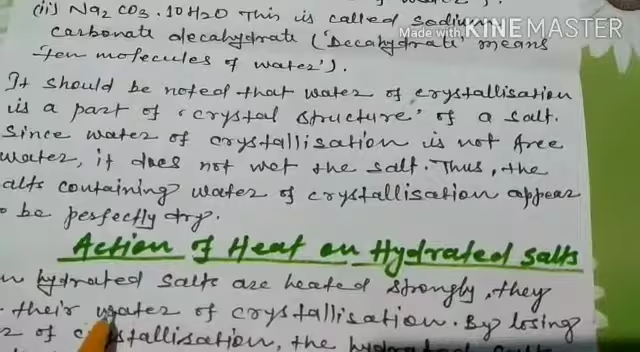 (ii) Na2 CO3 . 10H2O This is called Sodium
carbonate decahydrate ('Decahydrate' means
Ten molecules of water').
Made with KINEMASTER
It should be noted that water of crystallisation
is a part of 'crystal structure' of a salt.
Since water of crystallisation is not free
water, it does not wet the salt. Thus, the
alts containing water of crystallisation appear
be perfectly dry.
Action of Heat on Hydrated Salts
n hydrated salts are heated strongly, they
their water of crystallisation. By losing
of crystallisation, the hydrated